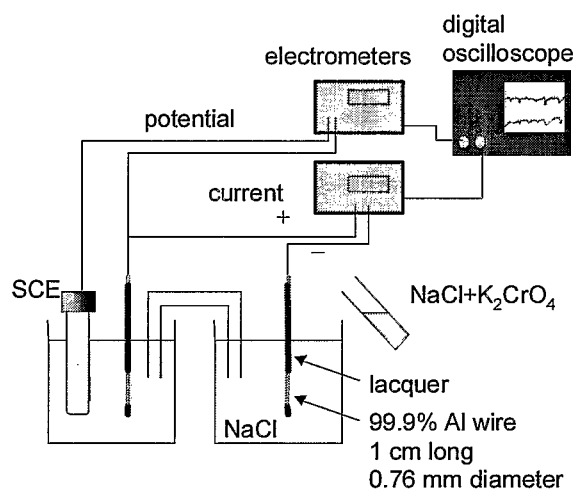 digital
oscilloscope
electrometers
potential
current
+
–
SCE
NaCl+K₂CrO₄
lacquer
NaCl
99.9% Al wire
1 cm long
0.76 mm diameter